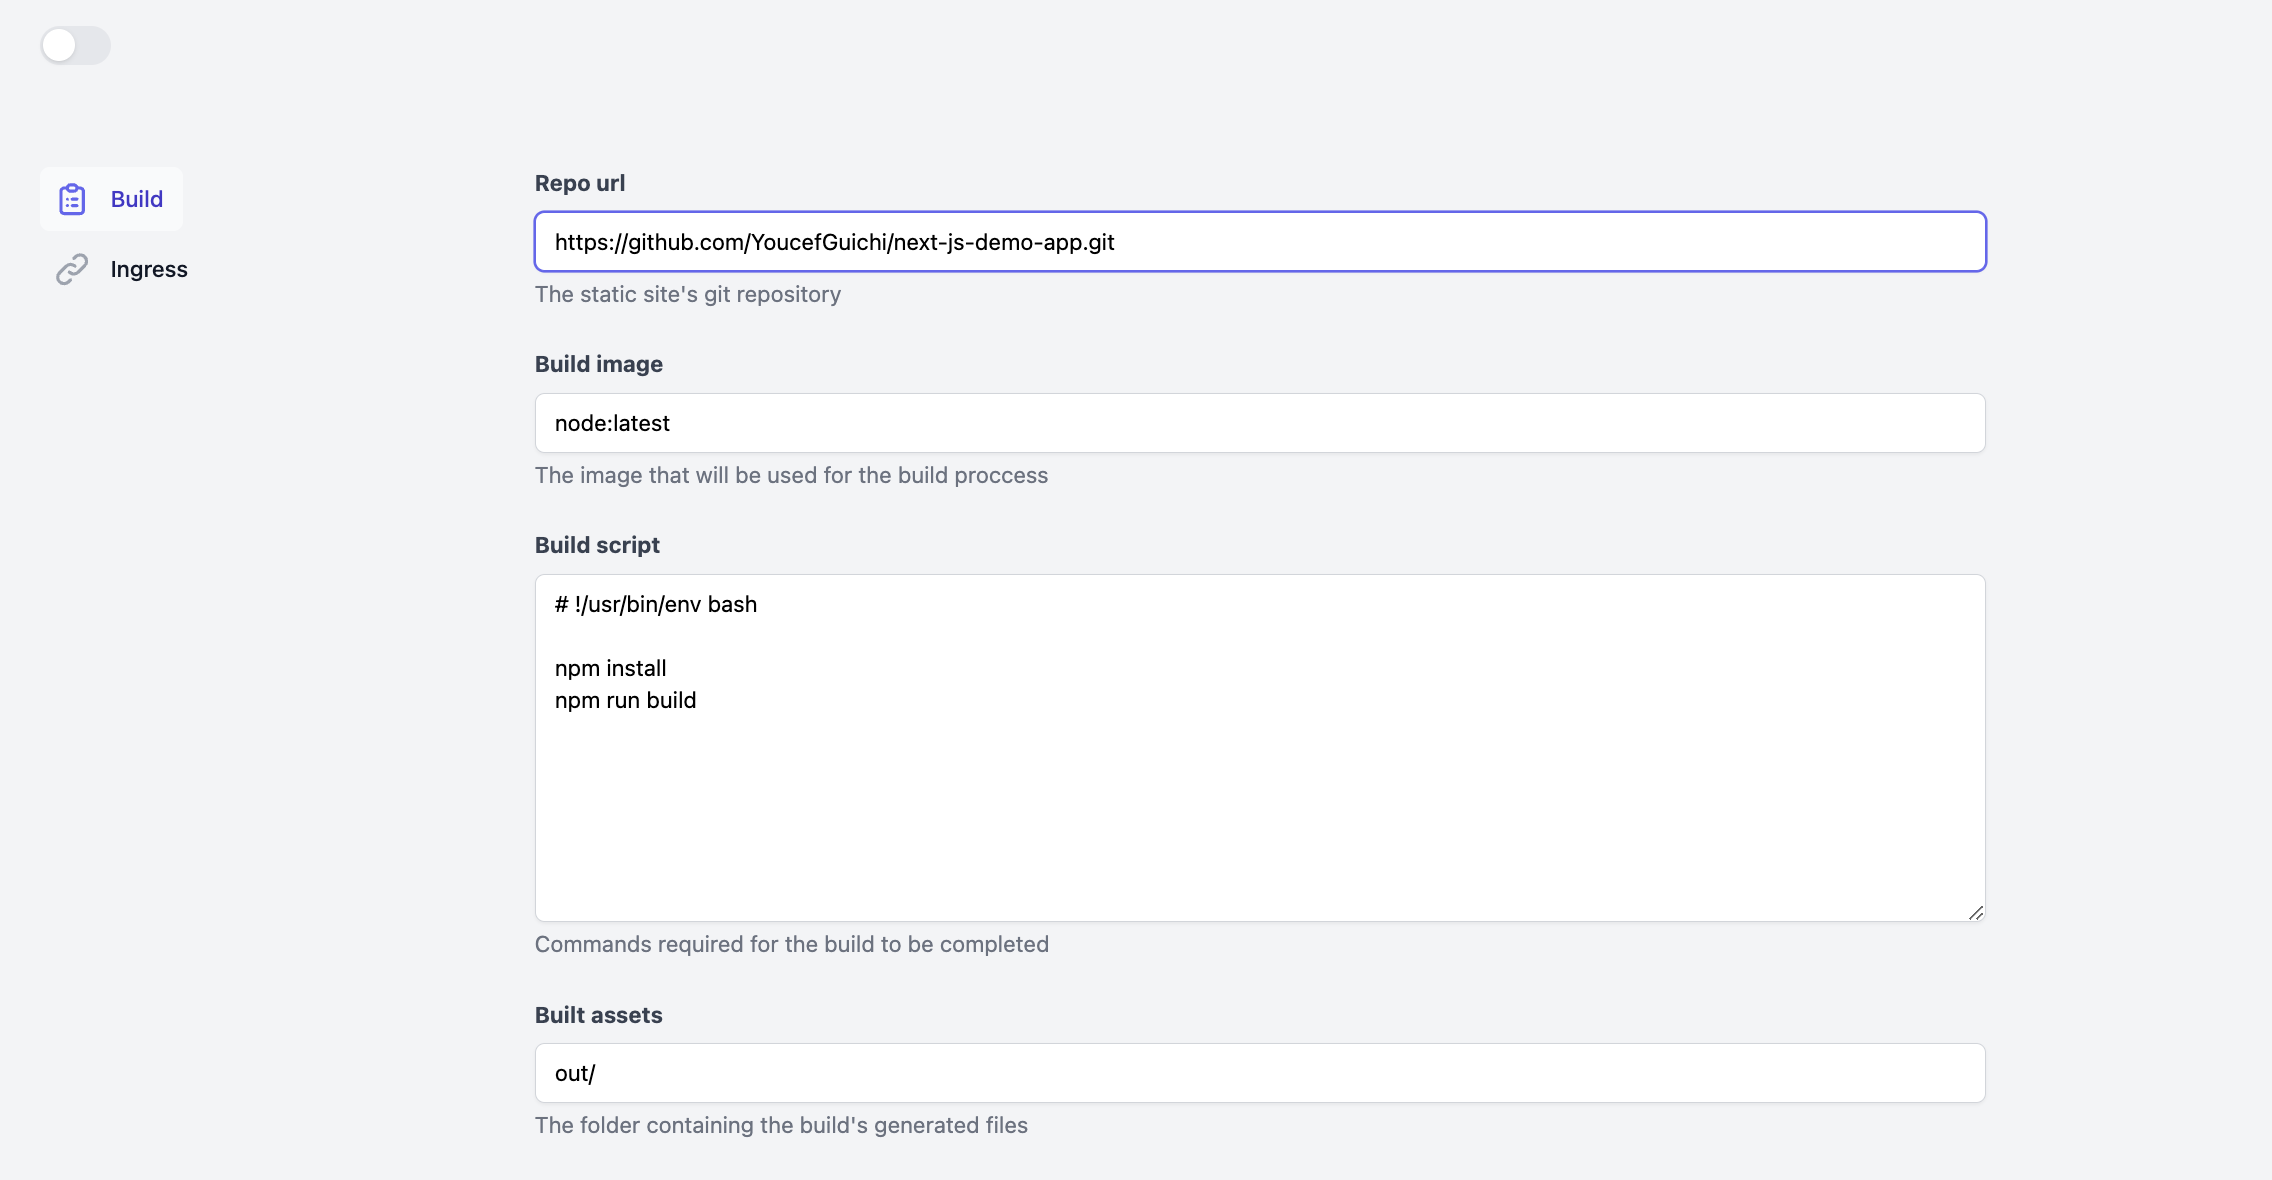 Build
Ingress
Repo url
https://github.com/YoucefGuichi/next-js-demo-app.git
The static site's git repository
Build image
node:latest
The image that will be used for the build proccess
Build script
# !/usr/bin/env bash
npm install
npm run build
Commands required for the build to be completed
Built assets
out/
The folder containing the build's generated files